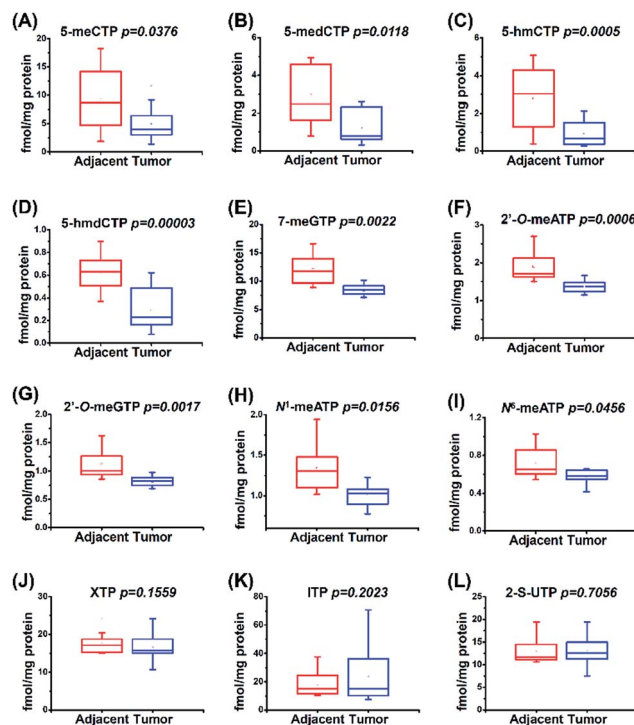 (A) 5-meCTP p=0.0376
fmol/mg protein
20
15
10
5
0
Adjacent Tumor
(B) 5-medCTP p=0.0118
fmol/mg protein
6
4
2
0
Adjacent Tumor
(C) 5-hmCTP p=0.0005
fmol/mg protein
6
4
2
0
Adjacent Tumor
(D) 5-hmdCTP p=0.00003
fmol/mg protein
1.0
0.8
0.6
0.4
0.2
0.0
Adjacent Tumor
(E) 7-meGTP p=0.0022
fmol/mg protein
20
15
10
5
0
Adjacent Tumor
(F) 2'-O-meATP p=0.0006
fmol/mg protein
3
2
1
0
Adjacent Tumor
(G) 2'-O-meGTP p=0.0017
fmol/mg protein
2.0
1.5
1.0
0.5
0.0
Adjacent Tumor
(H) N¹-meATP p=0.0156
fmol/mg protein
2.0
1.5
1.0
Adjacent Tumor
(I) N⁶-meATP p=0.0456
fmol/mg protein
1.2
0.8
0.4
0.0
Adjacent Tumor
(J) XTP p=0.1559
fmol/mg protein
30
20
10
0
Adjacent Tumor
(K) ITP p=0.2023
fmol/mg protein
100
80
60
40
20
0
Adjacent Tumor
(L) 2-S-UTP p=0.7056
fmol/mg protein
25
20
15
10
5
0
Adjacent Tumor